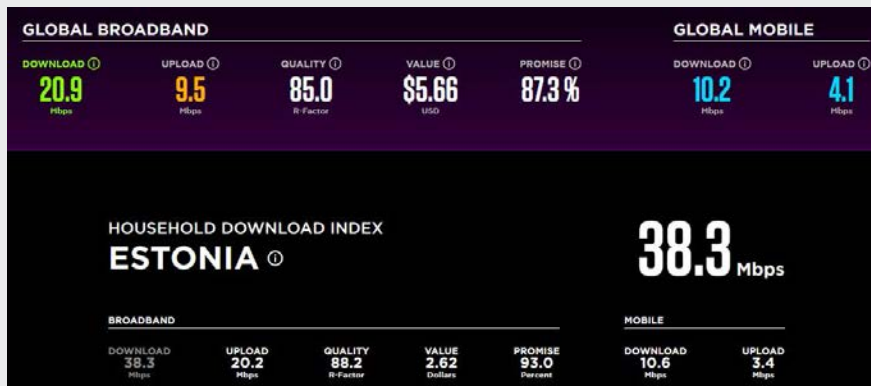 GLOBAL BROADBAND
DOWNLOAD
20.9
Mbps
UPLOAD
9.5
Mbps
QUALITY
85.0
R-Factor
VALUE
$5.66
USD
PROMISE
87.3 %
GLOBAL MOBILE
DOWNLOAD
10.2
Mbps
UPLOAD
4.1
Mbps
HOUSEHOLD DOWNLOAD INDEX
ESTONIA
38.3 Mbps
BROADBAND
DOWNLOAD
38.3
Mbps
UPLOAD
20.2
Mbps
QUALITY
88.2
R-Factor
VALUE
2.62
Dollars
PROMISE
93.0
Percent
MOBILE
DOWNLOAD
10.6
Mbps
UPLOAD
3.4
Mbps